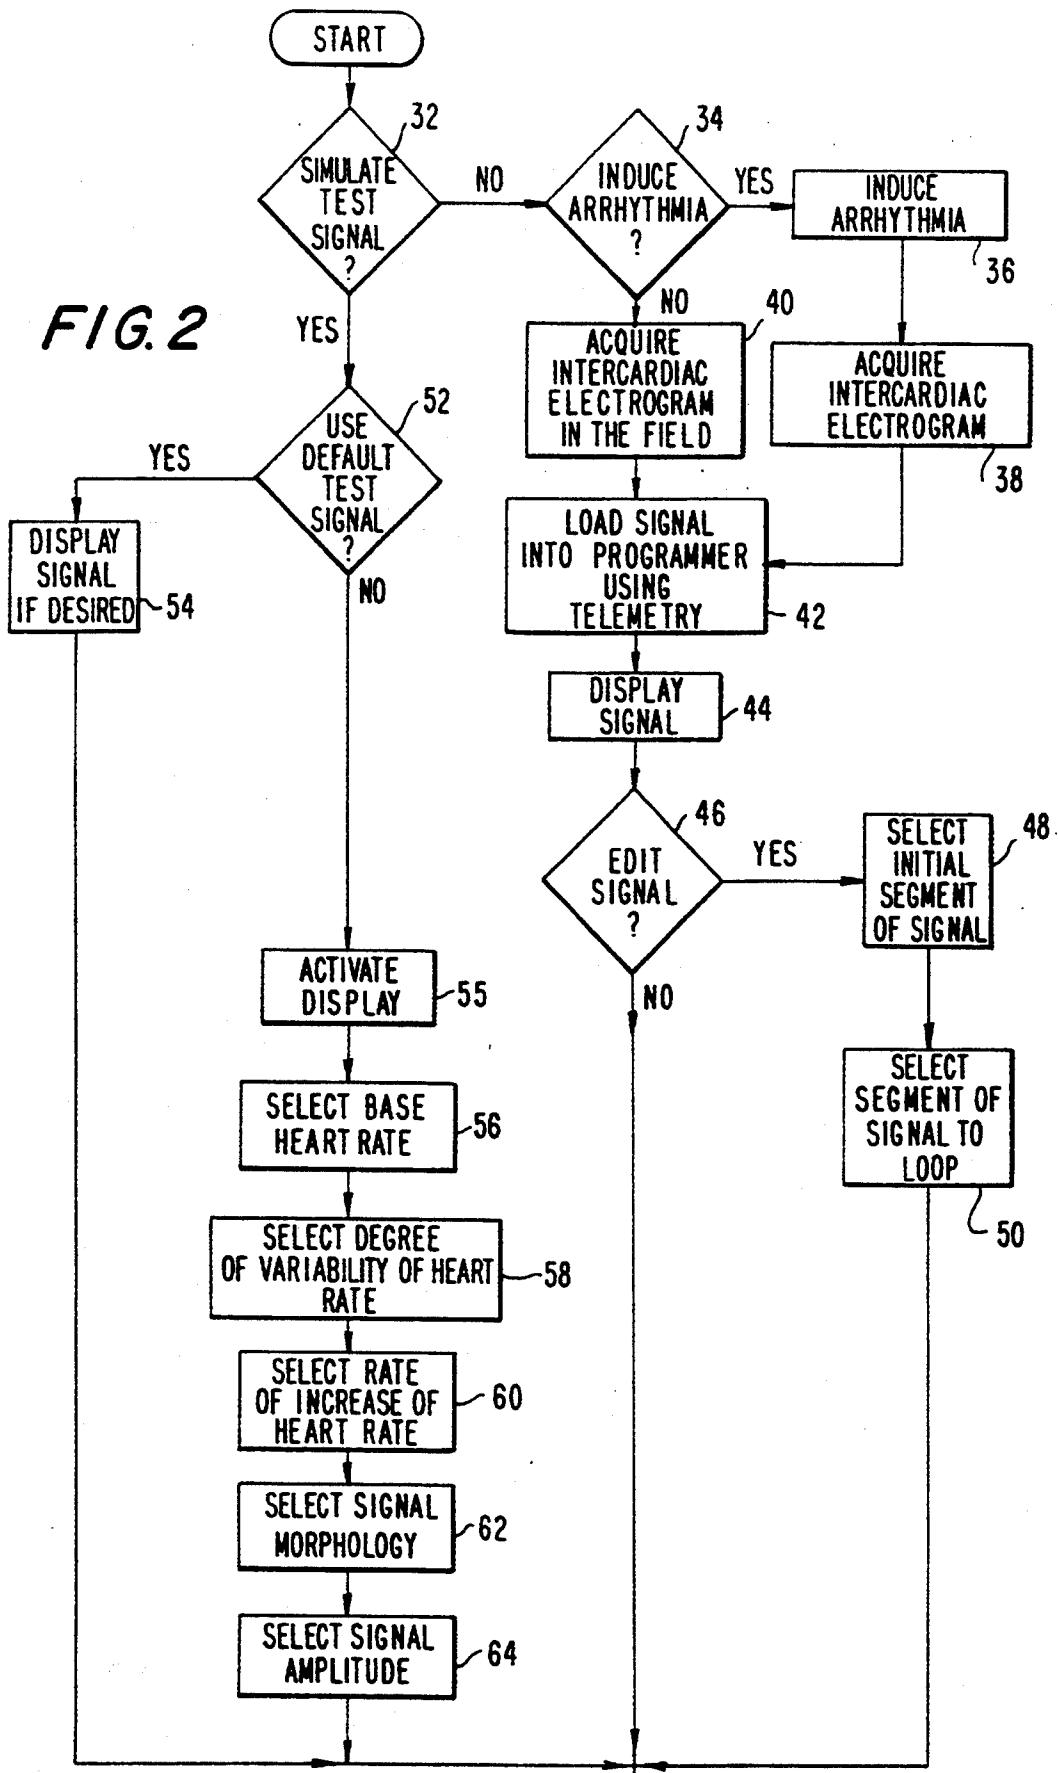 START
32
SIMULATE
TEST
SIGNAL
?
NO
34
INDUCE
ARRHYTHMIA
?
YES
INDUCE
ARRHYTHMIA
36
FIG. 2
YES
NO
40
ACQUIRE
INTERCARDIAC
ELECTROGRAM
IN THE FIELD
ACQUIRE
INTERCARDIAC
ELECTROGRAM
38
52
USE
DEFAULT
TEST
SIGNAL
?
YES
NO
DISPLAY
SIGNAL
IF DESIRED
54
LOAD SIGNAL
INTO PROGRAMMER
USING
TELEMETRY
42
DISPLAY
SIGNAL
44
46
EDIT
SIGNAL
?
YES
NO
SELECT
INITIAL
SEGMENT
OF SIGNAL
48
SELECT
SEGMENT OF
SIGNAL TO
LOOP
50
ACTIVATE
DISPLAY
55
SELECT BASE
HEART RATE
56
SELECT DEGREE
OF VARIABILITY OF HEART
RATE
58
SELECT RATE
OF INCREASE OF
HEART RATE
60
SELECT SIGNAL
MORPHOLOGY
62
SELECT SIGNAL
AMPLITUDE
64